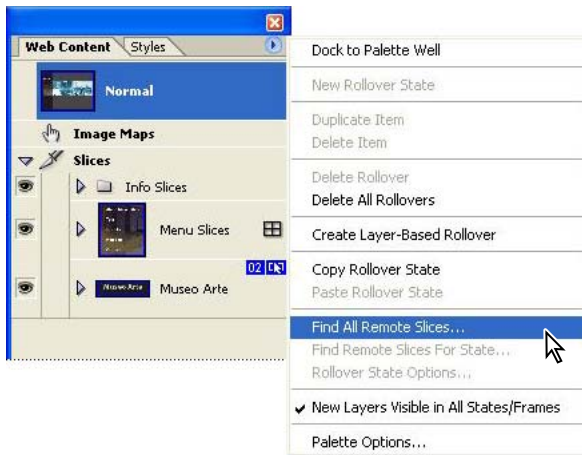 Web Content
Styles
Normal
Image Maps
Slices
Info Slices
Menu Slices
02
Museo Arte
Museo Arte
Dock to Palette Well
New Rollover State
Duplicate Item
Delete Item
Delete Rollover
Delete All Rollovers
Create Layer-Based Rollover
Copy Rollover State
Paste Rollover State
Find All Remote Slices...
Find Remote Slices For State...
Rollover State Options...
New Layers Visible in All States/Frames
Palette Options...